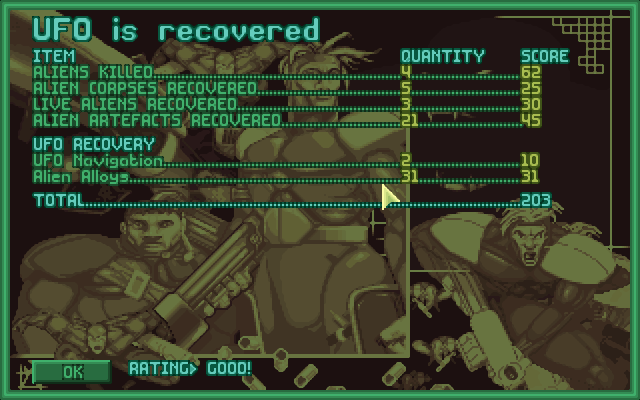 UFO is recovered
ITEM QUANTITY SCORE
ALIENS KILLED 4 62
ALIEN CORPSES RECOVERED 5 25
LIVE ALIENS RECOVERED 3 30
ALIEN ARTEFACTS RECOVERED 21 45
UFO RECOVERY
UFO Navigation 2 10
Alien Alloys 31 31
TOTAL 203
OK RATING> GOOD!